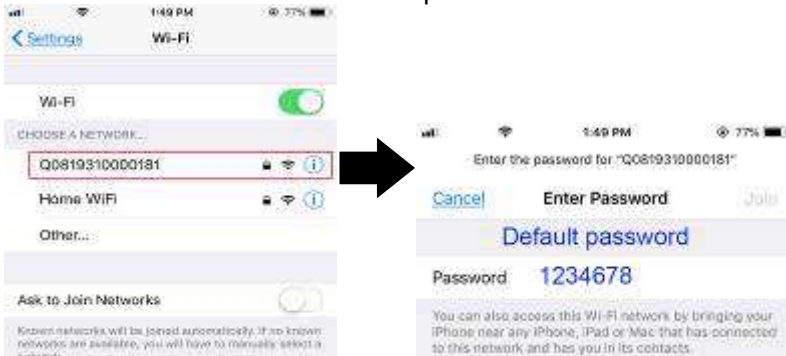 1:49 PM
77%
Settings
Wi-Fi
Wi-Fi
CHOOSE A NETWORK...
Q0819310000181
Home WiFi
Other...
Ask to Join Networks
Known networks will be joined automatically. If no known
networks are available, you will have to manually select a
1:49 PM
77%
Enter the password for "Q0819310000181"
Cancel
Enter Password
Join
Default password
Password 1234678
You can also access this Wi-Fi network by bringing your
iPhone near any iPhone, iPad or Mac that has connected
to this network and has you in its contacts.